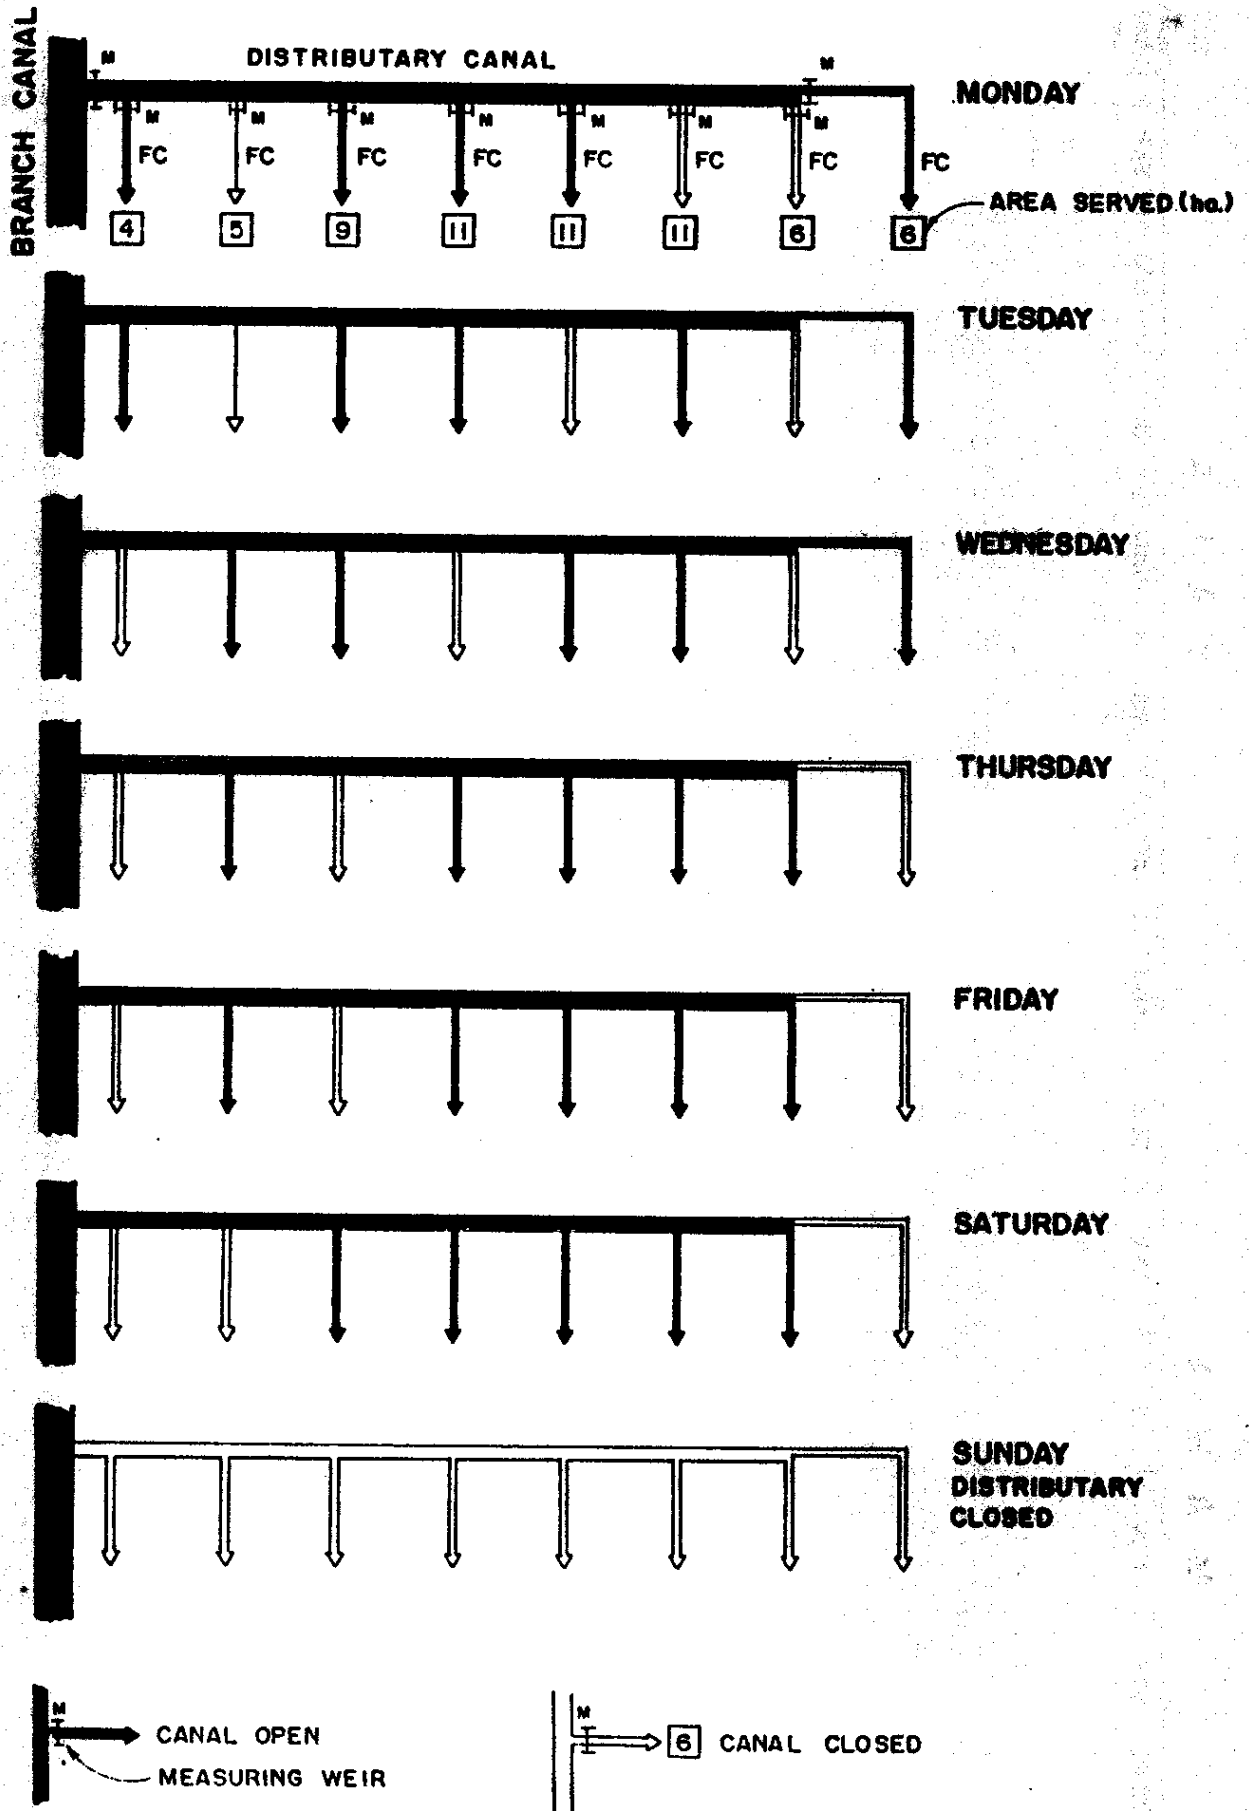 BRANCH CANAL
DISTRIBUTARY CANAL
M
M
MONDAY
M
M
M
M
M
M
M
FC
FC
FC
FC
FC
FC
FC
FC
AREA SERVED (ha.)
4
5
9
11
11
11
6
6
TUESDAY
WEDNESDAY
THURSDAY
FRIDAY
SATURDAY
SUNDAY
DISTRIBUTARY
CLOSED
M
CANAL OPEN
MEASURING WEIR
M
6
CANAL CLOSED